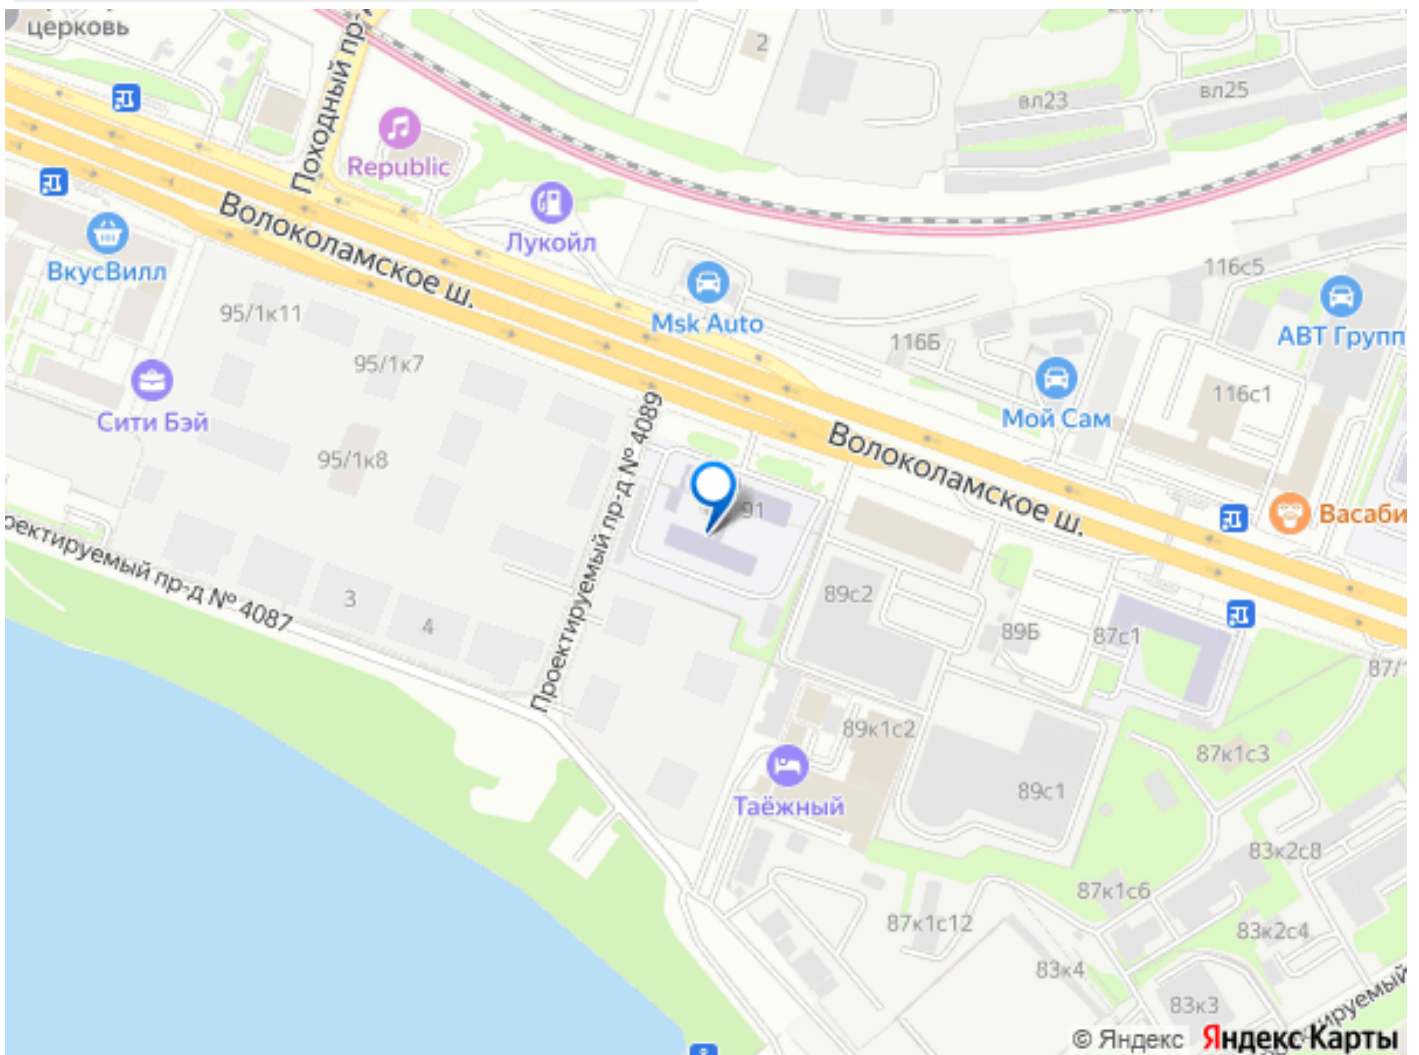 церковь
Походный пр-
2
вл23
вл25
Republic
Лукойл
Волоколамское ш.
ВкусВилл
95/1к11
95/1к7
Msk Auto
116Б
116с5
АВТ Групп
116с1
Мой Сам
Сити Бэй
95/1к8
Проектируемый пр-д № 4089
Волоколамское ш.
91
Васаби
оектируемый пр-д № 4087
3
4
89с2
89Б
87с1
87/1
89к1с2
87к1с3
Таёжный
89с1
83к2с8
87к1с6
87к1с12
83к2с4
83к4
83к3
ируемый
© Яндекс Яндекс Карты